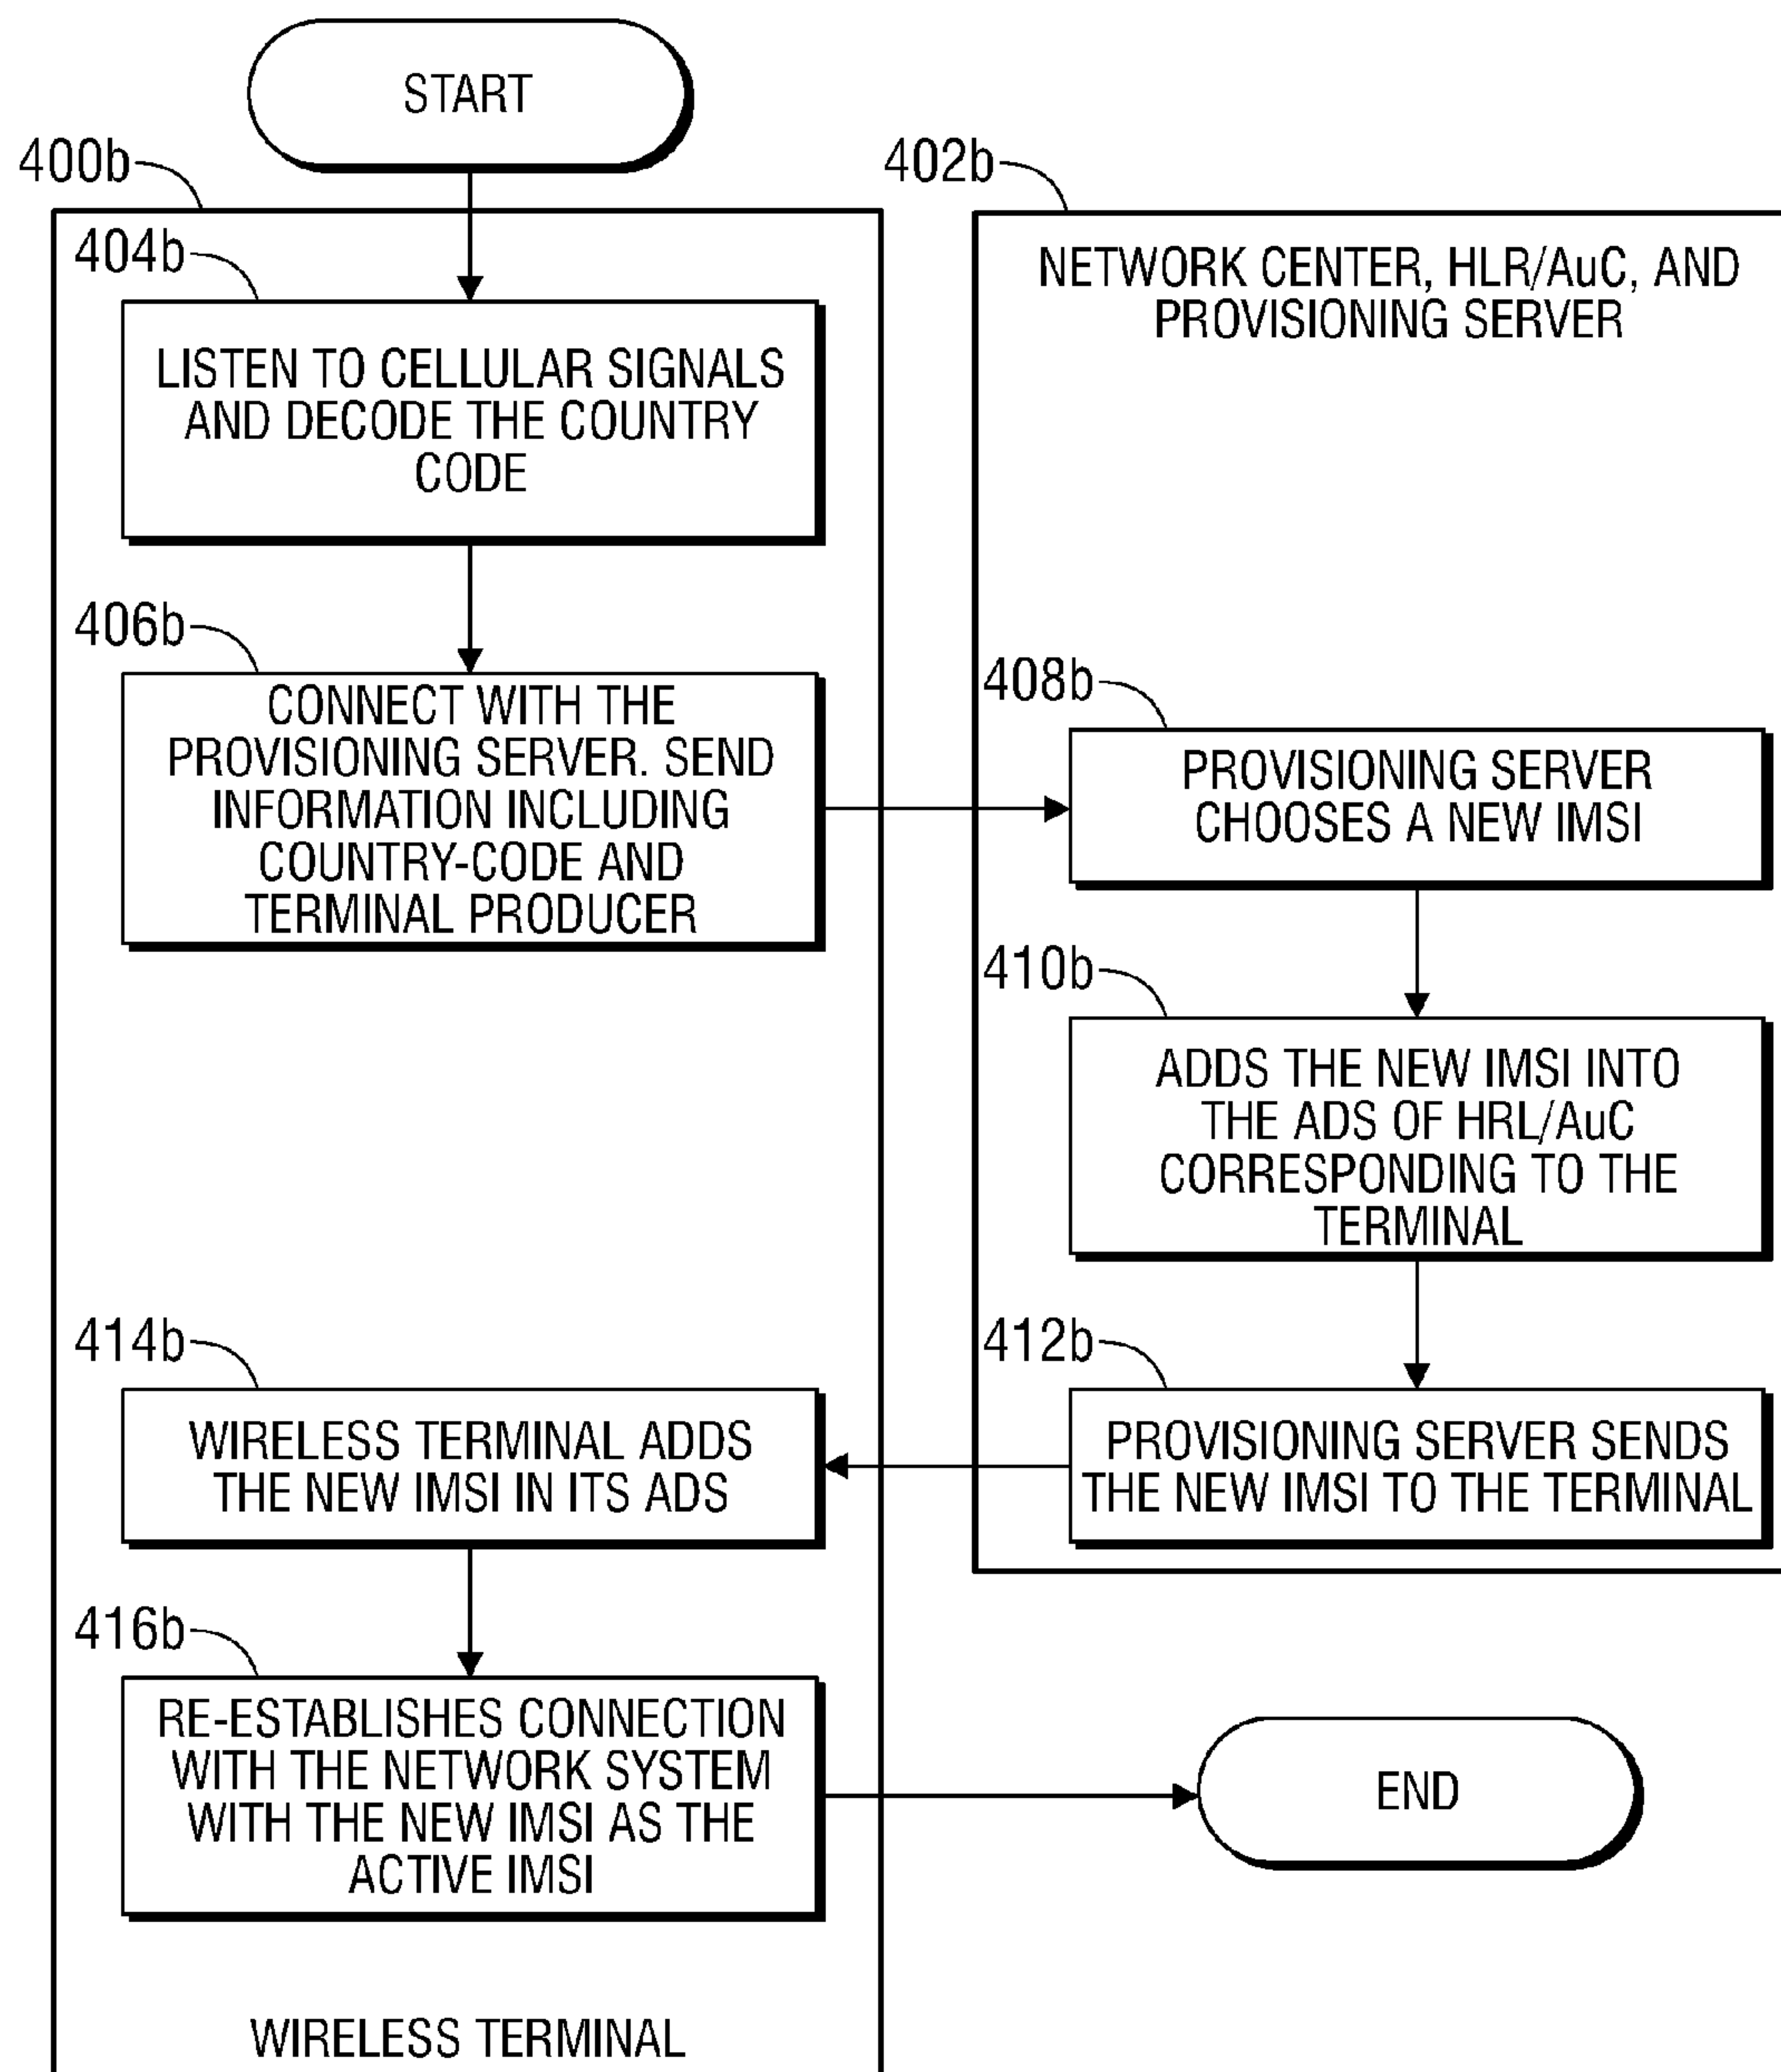 START
400b
402b
404b
NETWORK CENTER, HLR/AuC, AND
PROVISIONING SERVER
LISTEN TO CELLULAR SIGNALS
AND DECODE THE COUNTRY
CODE
406b
CONNECT WITH THE
PROVISIONING SERVER. SEND
INFORMATION INCLUDING
COUNTRY-CODE AND
TERMINAL PRODUCER
408b
PROVISIONING SERVER
CHOOSES A NEW IMSI
410b
ADDS THE NEW IMSI INTO
THE ADS OF HRL/AuC
CORRESPONDING TO THE
TERMINAL
412b
PROVISIONING SERVER SENDS
THE NEW IMSI TO THE TERMINAL
414b
WIRELESS TERMINAL ADDS
THE NEW IMSI IN ITS ADS
416b
RE-ESTABLISHES CONNECTION
WITH THE NETWORK SYSTEM
WITH THE NEW IMSI AS THE
ACTIVE IMSI
END
WIRELESS TERMINAL